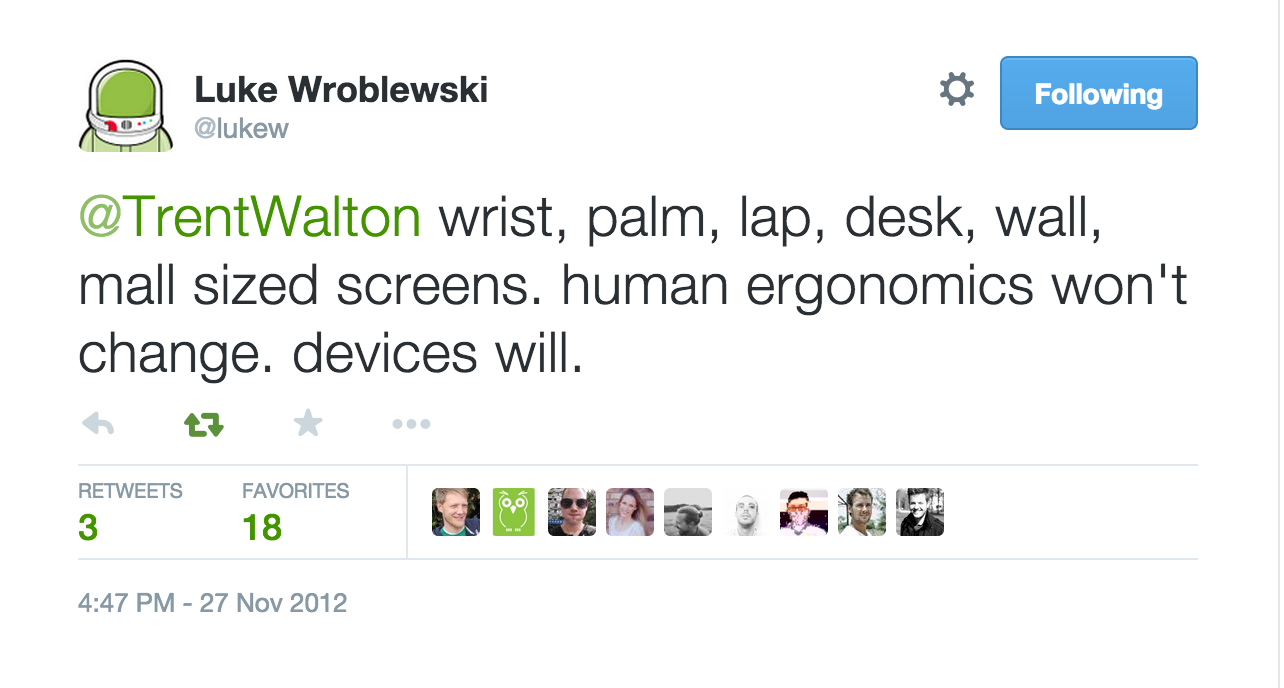 Luke Wroblewski
@lukew
Following
@TrentWalton wrist, palm, lap, desk, wall,
mall sized screens. human ergonomics won't
change. devices will.
RETWEETS
3
FAVORITES
18
4:47 PM - 27 Nov 2012